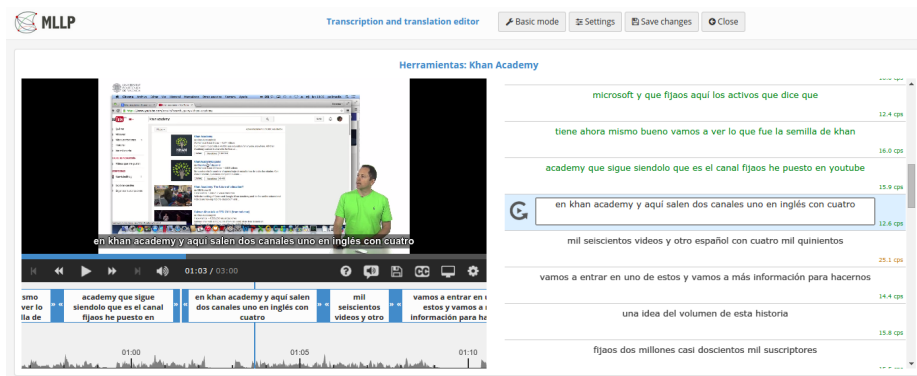 MLLP
Transcription and translation editor
Basic mode
Settings
Save changes
Close
Herramientas: Khan Academy
en khan academy y aquí salen dos canales uno en inglés con cuatro
01:03 / 03:00
CC
smo
ver lo
lla de
academy que sigue
siendolo que es el canal
fijaos he puesto en
en khan academy y aquí salen
dos canales uno en inglés con
cuatro
mil
seiscientos
videos y otro
vamos a entrar en u
estos y vamos a
información para ha
01:00
01:05
01:10
microsoft y que fijaos aquí los activos que dice que
12.4 cps
tiene ahora mismo bueno vamos a ver lo que fue la semilla de khan
16.0 cps
academy que sigue siendolo que es el canal fijaos he puesto en youtube
15.9 cps
en khan academy y aquí salen dos canales uno en inglés con cuatro
12.6 cps
mil seiscientos videos y otro español con cuatro mil quinientos
25.1 cps
vamos a entrar en uno de estos y vamos a más información para hacernos
14.4 cps
una idea del volumen de esta historia
15.8 cps
fijaos dos millones casi doscientos mil suscriptores